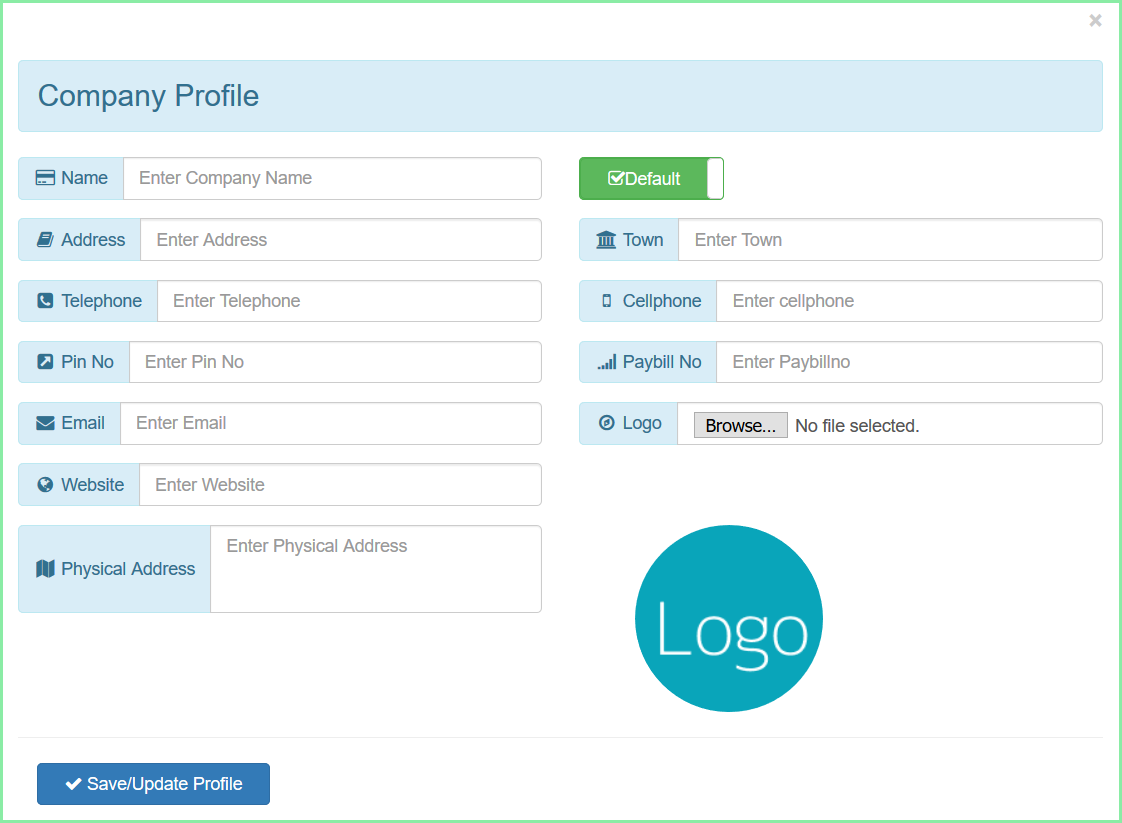 ×
Company Profile
Name Enter Company Name
Default
Address Enter Address
Town Enter Town
Telephone Enter Telephone
Cellphone Enter cellphone
Pin No Enter Pin No
Paybill No Enter Paybillno
Email Enter Email
Logo Browse... No file selected.
Website Enter Website
Physical Address Enter Physical Address
Logo
Save/Update Profile